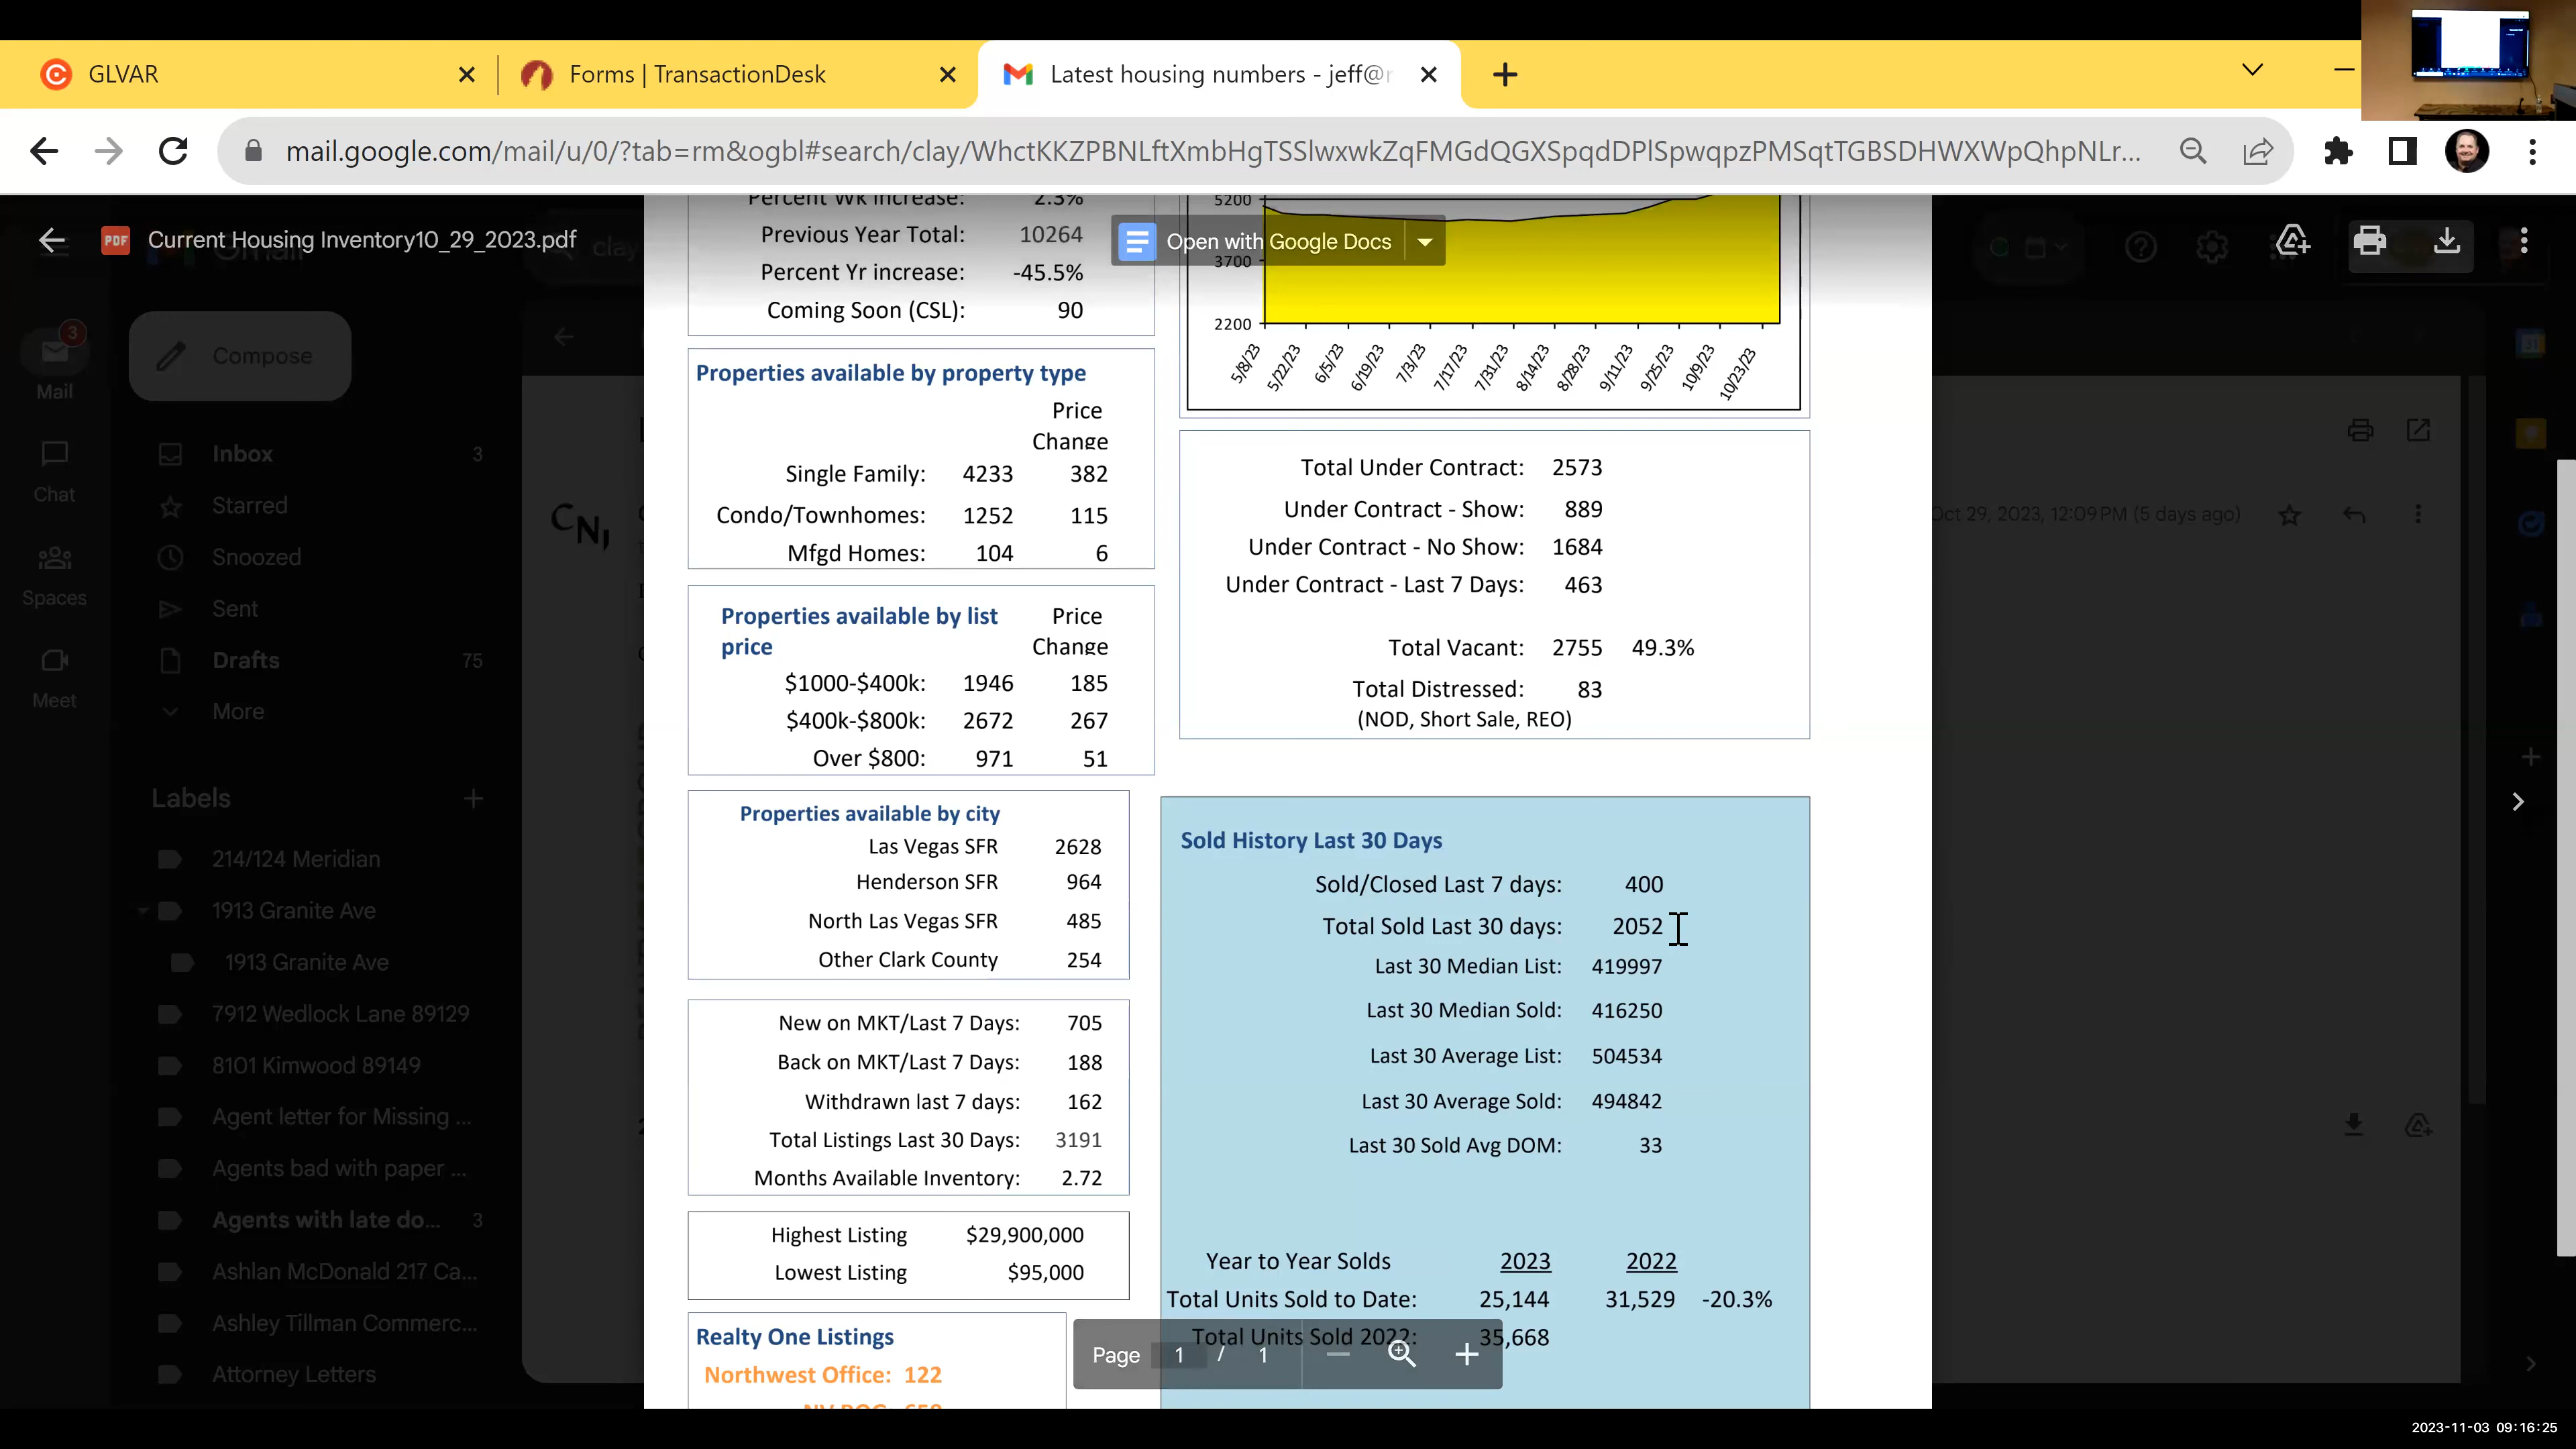 GLVAR
Forms | TransactionDesk
Latest housing numbers - jeff@r
mail.google.com/mail/u/0/?tab=rm&ogbl#search/clay/WhctKKZPBNLftXmbHgTSSlwxwkZqFMGdQGXSpqdDPlSpwqpzPMSqtTGBSDHWXWpQhpNLr...
PDF
Current Housing Inventory10_29_2023.pdf
clay
Open with Google Docs
3
Mail
Chat
Spaces
Meet
Compose
Inbox 3
Starred
Snoozed
Sent
Drafts 75
More
Labels
214/124 Meridian
1913 Granite Ave
1913 Granite Ave
7912 Wedlock Lane 89129
8101 Kimwood 89149
Agent letter for Missing ...
Agents bad with paper ...
Agents with late do... 3
Ashlan McDonald 217 Ca...
Ashley Tillman Commerc...
Attorney Letters
Percent Wk increase: 2.3%
Previous Year Total: 10264
Percent Yr increase: -45.5%
Coming Soon (CSL): 90
Properties available by property type
Price
Change
Single Family: 4233 382
Condo/Townhomes: 1252 115
Mfgd Homes: 104 6
Properties available by list price
Price
Change
$1000-$400k: 1946 185
$400k-$800k: 2672 267
Over $800: 971 51
Properties available by city
Las Vegas SFR 2628
Henderson SFR 964
North Las Vegas SFR 485
Other Clark County 254
New on MKT/Last 7 Days: 705
Back on MKT/Last 7 Days: 188
Withdrawn last 7 days: 162
Total Listings Last 30 Days: 3191
Months Available Inventory: 2.72
Highest Listing $29,900,000
Lowest Listing $95,000
Realty One Listings
Northwest Office: 122
5200
3700
2200
5/8/23
5/22/23
6/5/23
6/19/23
7/3/23
7/17/23
7/31/23
8/14/23
8/28/23
9/11/23
9/25/23
10/9/23
10/23/23
Total Under Contract: 2573
Under Contract - Show: 889
Under Contract - No Show: 1684
Under Contract - Last 7 Days: 463
Total Vacant: 2755 49.3%
Total Distressed: 83
(NOD, Short Sale, REO)
Sold History Last 30 Days
Sold/Closed Last 7 days: 400
Total Sold Last 30 days: 2052
Last 30 Median List: 419997
Last 30 Median Sold: 416250
Last 30 Average List: 504534
Last 30 Average Sold: 494842
Last 30 Sold Avg DOM: 33
Year to Year Solds 2023 2022
Total Units Sold to Date: 25,144 31,529 -20.3%
Total Units Sold 2022: 35,668
Page 1 / 1
Oct 29, 2023, 12:09 PM (5 days ago)
2023-11-03 09:16:25